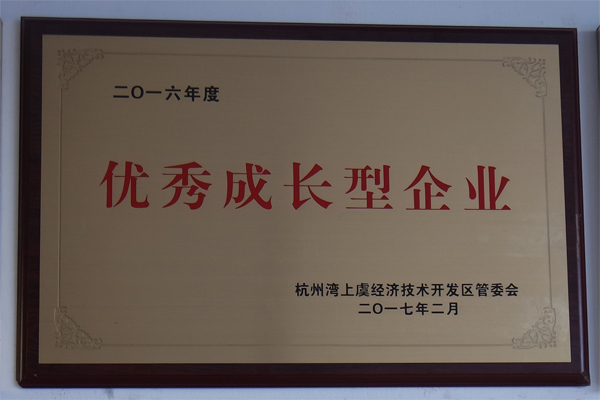 二〇一六年度
优秀成长型企业
杭州湾上虞经济技术开发区管委会
二〇一七年二月